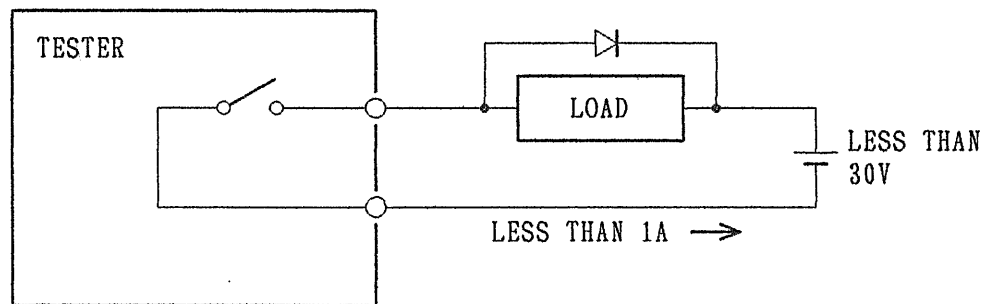 TESTER
LOAD
LESS THAN
30V
LESS THAN 1A